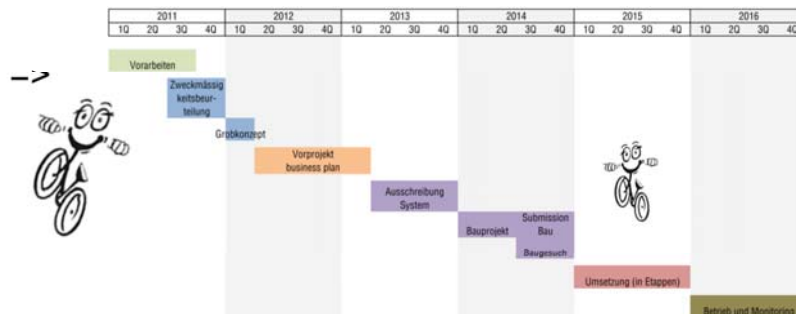 2011 2012 2013 2014 2015 2016
1Q 2Q 3Q 4Q 1Q 2Q 3Q 4Q 1Q 2Q 3Q 4Q 1Q 2Q 3Q 4Q 1Q 2Q 3Q 4Q 1Q 2Q 3Q 4Q
Vorarbeiten
–>
Zweckmässig
keitsbeur-
teilung
Grobkonzept
Vorprojekt
business plan
Ausschreibung
System
Submission
Bau
Bauprojekt
Baugesuch
Umsetzung (in Etappen)
Betrieb und Monitoring